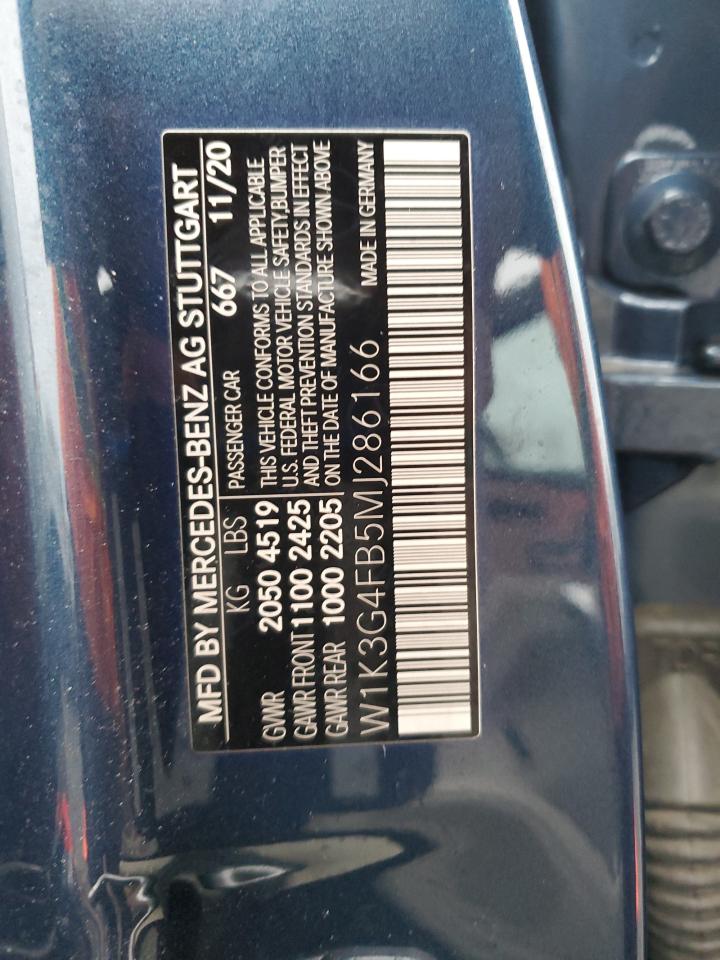 MFD BY MERCEDES-BENZ AG STUTTGART
KG LBS 667 11/20
GVWR 2050 4519 PASSENGER CAR
GAWR FRONT 1100 2425
GAWR REAR 1000 2205
THIS VEHICLE CONFORMS TO ALL APPLICABLE
U.S. FEDERAL MOTOR VEHICLE SAFETY,BUMPER
AND THEFT PREVENTION STANDARDS IN EFFECT
ON THE DATE OF MANUFACTURE SHOWN ABOVE
W1K3G4FB5MJ286166 MADE IN GERMANY